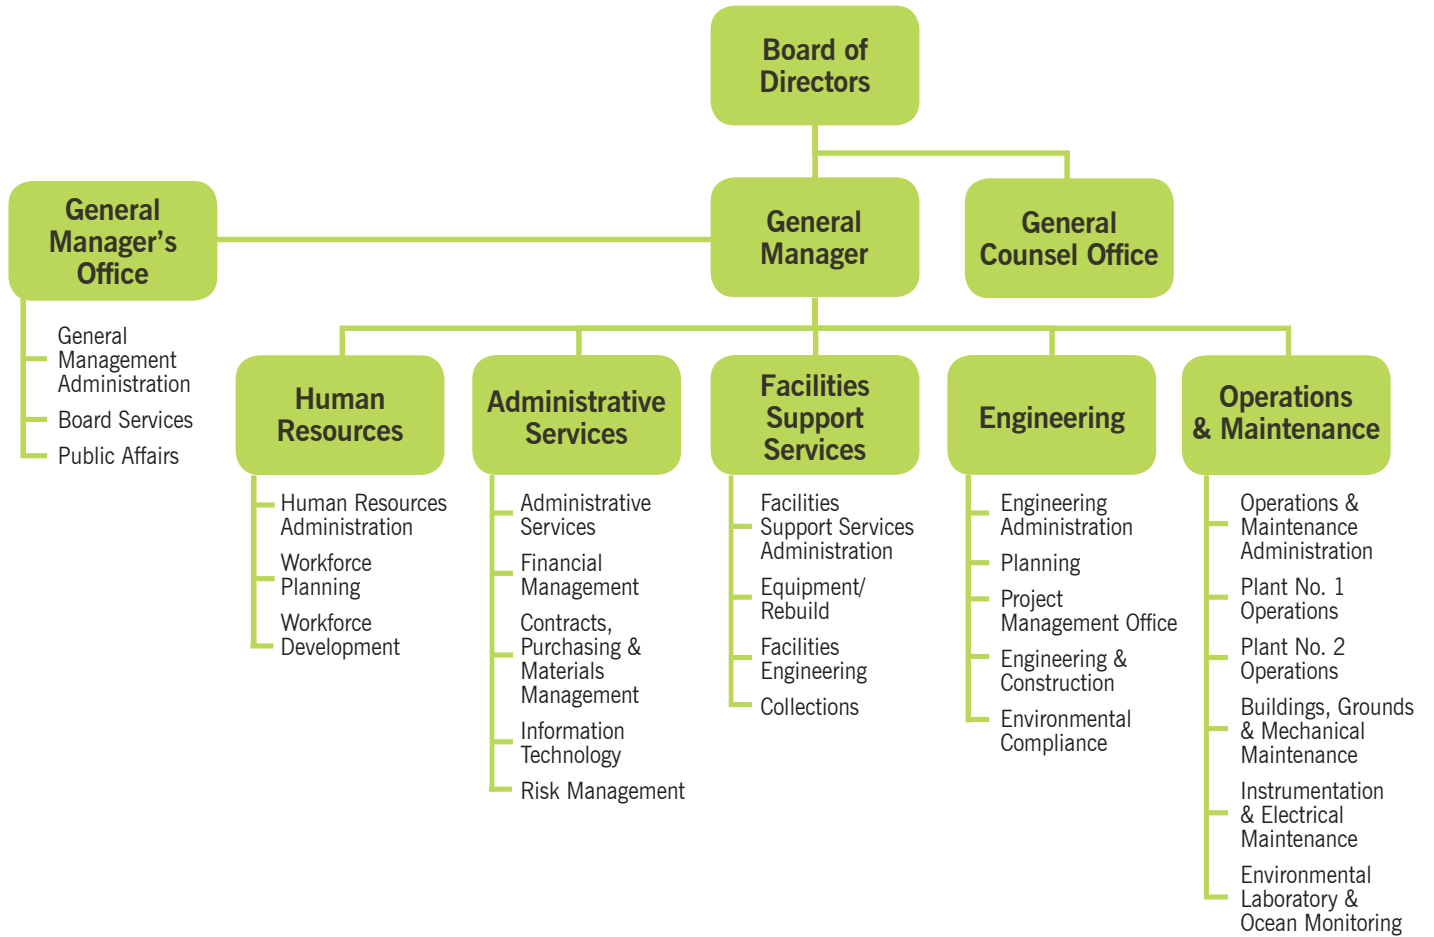 Board of
Directors
General
Manager’s
Office
General
Manager
General
Counsel Office
General
Management
Administration
Board Services
Public Affairs
Human
Resources
Human Resources
Administration
Workforce
Planning
Workforce
Development
Administrative
Services
Administrative
Services
Financial
Management
Contracts,
Purchasing &
Materials
Management
Information
Technology
Risk Management
Facilities
Support
Services
Facilities
Support Services
Administration
Equipment/
Rebuild
Facilities
Engineering
Collections
Engineering
Engineering
Administration
Planning
Project
Management Office
Engineering &
Construction
Environmental
Compliance
Operations
& Maintenance
Operations &
Maintenance
Administration
Plant No. 1
Operations
Plant No. 2
Operations
Buildings, Grounds
& Mechanical
Maintenance
Instrumentation
& Electrical
Maintenance
Environmental
Laboratory &
Ocean Monitoring